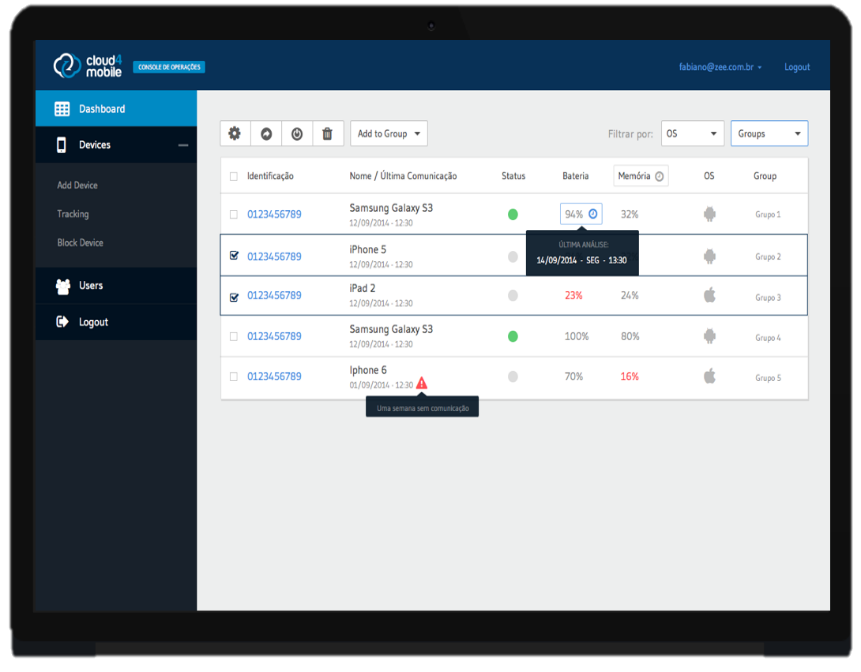 cloud4
mobile
CONSOLE DE OPERAÇÕES
fabiano@zee.com.br
Logout
Dashboard
Devices
Add Device
Tracking
Block Device
Users
Logout
Add to Group
Filtrar por:
OS
Groups
Identificação Nome / Última Comunicação Status Bateria Memória OS Group
0123456789 Samsung Galaxy S3 94% 32% Grupo 1
12/09/2014 - 12:30
ÚLTIMA ANÁLISE:
14/09/2014 - SEG - 13:30
0123456789 iPhone 5 Grupo 2
12/09/2014 - 12:30
0123456789 iPad 2 23% 24% Grupo 3
12/09/2014 - 12:30
0123456789 Samsung Galaxy S3 100% 80% Grupo 4
12/09/2014 - 12:30
0123456789 Iphone 6 70% 16% Grupo 5
01/09/2014 - 12:30
Uma semana sem comunicação